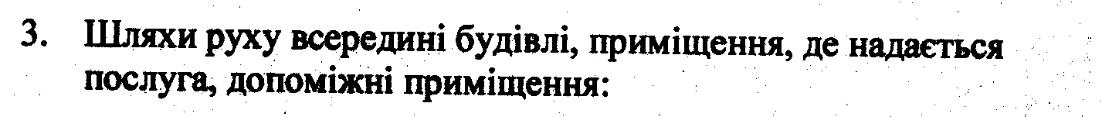 3. Шляхи руху всередині будівлі, приміщення, де надається
послуга, допоміжні приміщення: